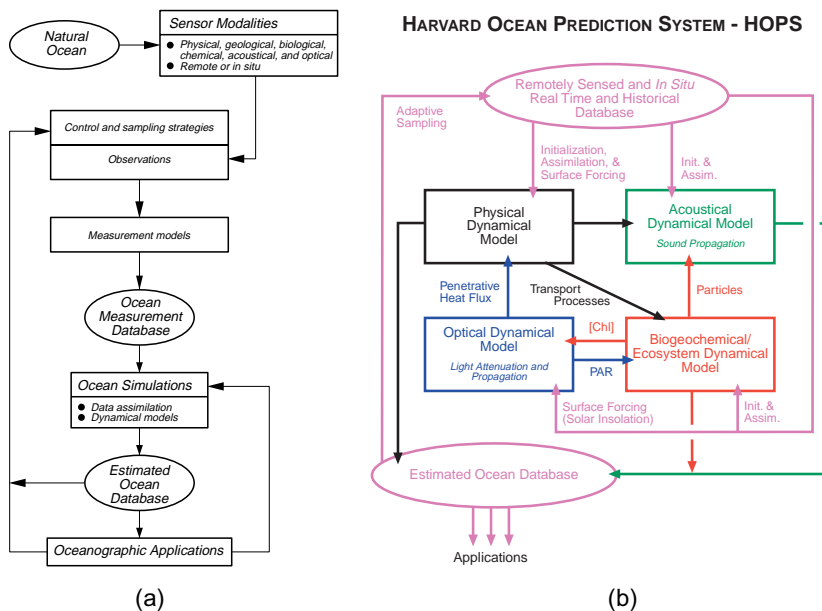 Natural
Ocean
Sensor Modalities
● Physical, geological, biological,
chemical, acoustical, and optical
● Remote or in situ
Control and sampling strategies
Observations
Measurement models
Ocean
Measurement
Database
Ocean Simulations
● Data assimilation
● Dynamical models
Estimated
Ocean
Database
Oceanographic Applications
(a)
HARVARD OCEAN PREDICTION SYSTEM - HOPS
Remotely Sensed and In Situ
Real Time and Historical
Database
Adaptive
Sampling
Initialization,
Assimilation, &
Surface Forcing
Init. &
Assim.
Physical
Dynamical
Model
Acoustical
Dynamical Model
Sound Propagation
Penetrative
Heat Flux
Transport
Processes
Particles
Optical Dynamical
Model
Light Attenuation and
Propagation
[Chl]
PAR
Biogeochemical/
Ecosystem Dynamical
Model
Surface Forcing
(Solar Insolation)
Init. &
Assim.
Estimated Ocean Database
Applications
(b)